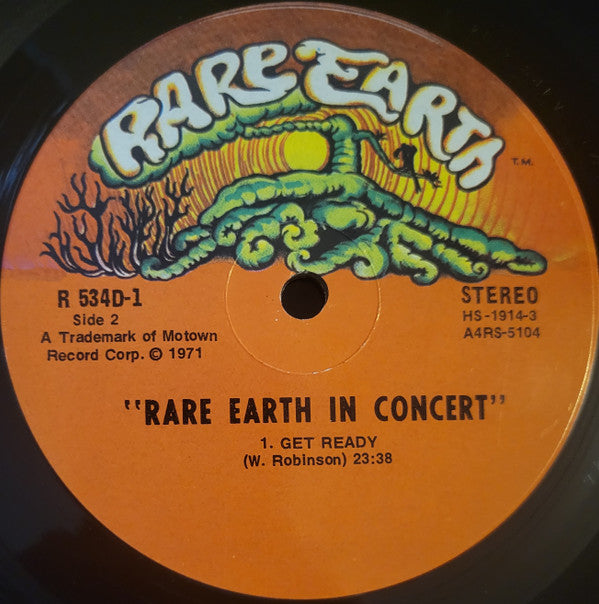 RARE EARTH
T.M.
R 534D-1
Side 2
A Trademark of Motown
Record Corp. © 1971
STEREO
HS-1914-3
A4RS-5104
"RARE EARTH IN CONCERT"
1. GET READY
(W. Robinson) 23:38